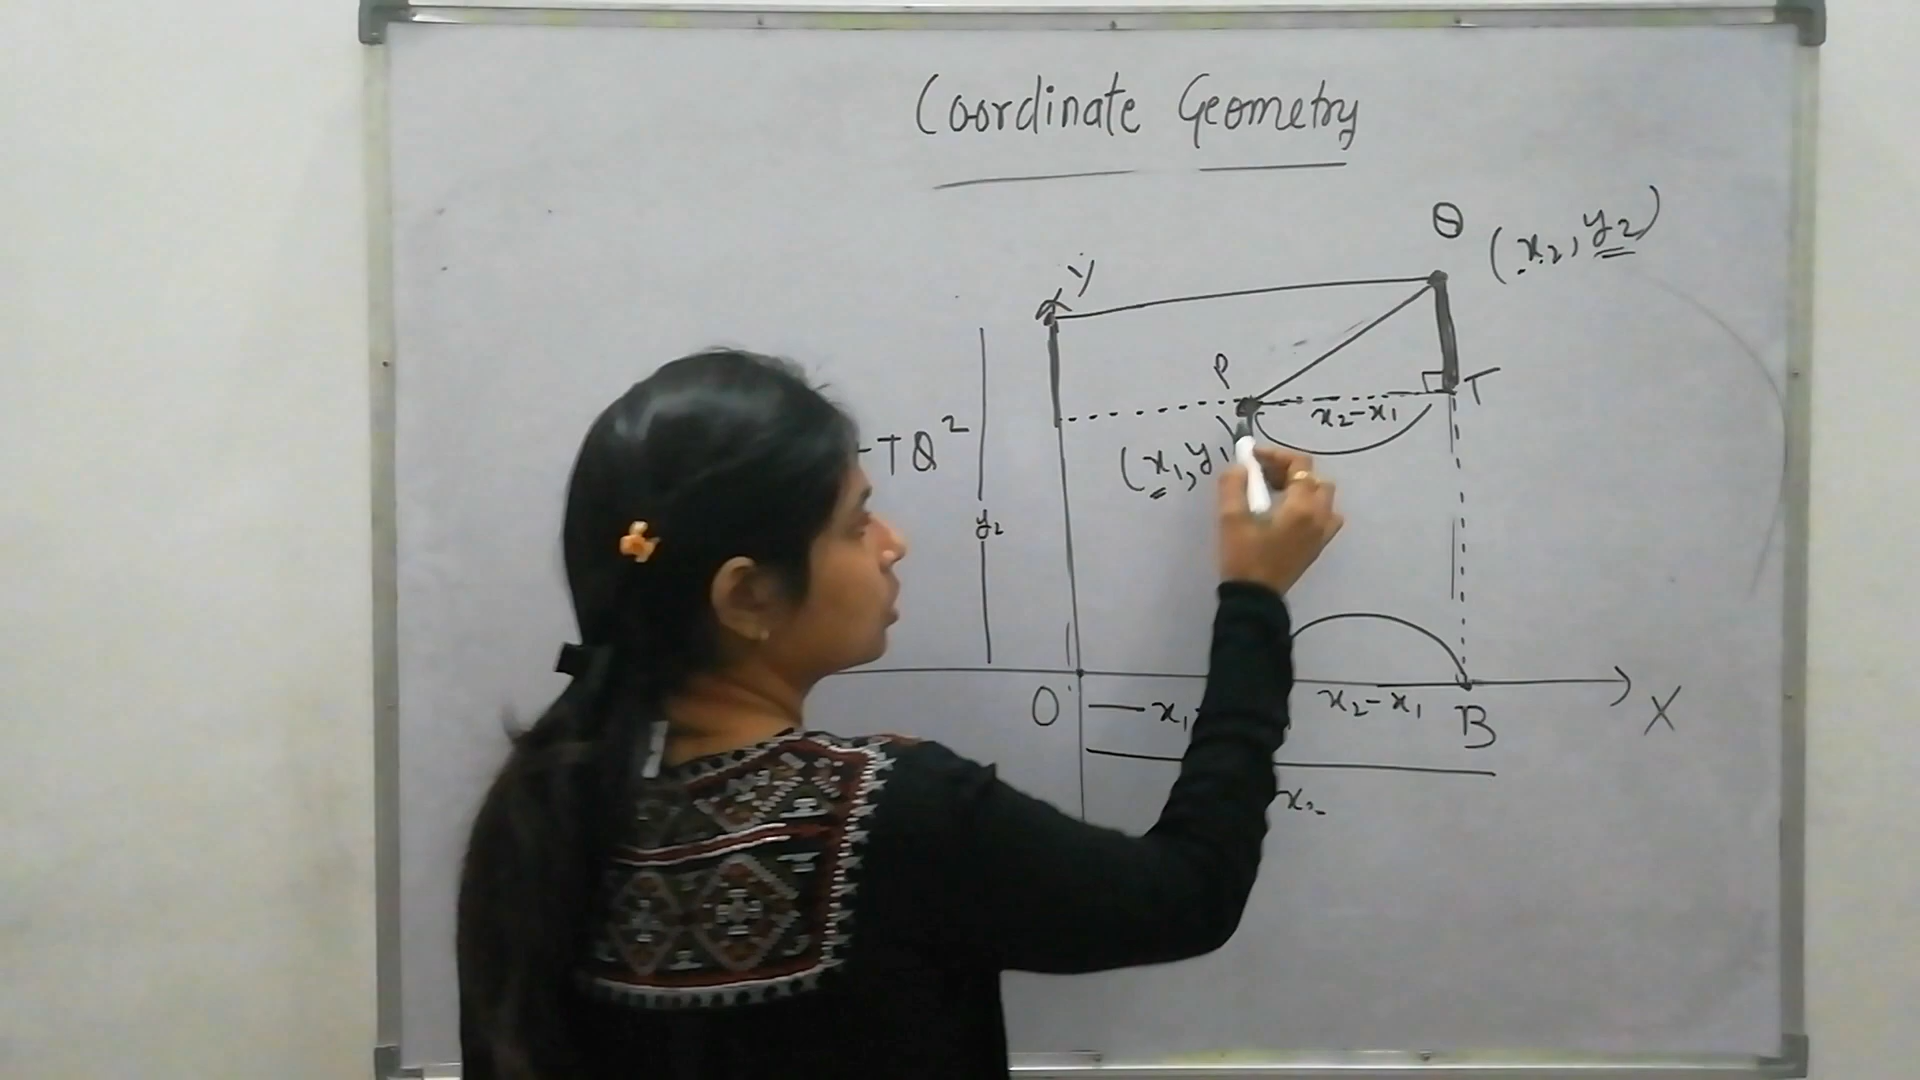 Coordinate Geometry
Q (x₂, y₂)
Y
P
T
x₂-x₁
(x₁, y₁
-TQ²
y₂
O
x₁
x₂-x₁
B
X
x₂